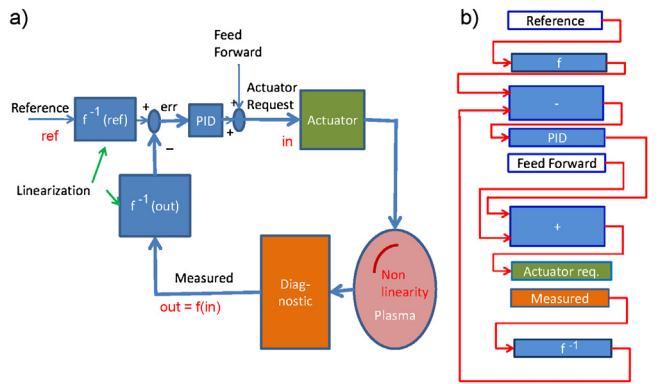 a)
Feed
Forward
Reference
ref
f -1 (ref)
+
err
PID
+
+
Actuator
Request
in
Actuator
−
Linearization
f -1 (out)
Measured
out = f(in)
Diag-
nostic
Non
linearity
Plasma
b)
Reference
f
-
PID
Feed Forward
+
Actuator req.
Measured
f -1